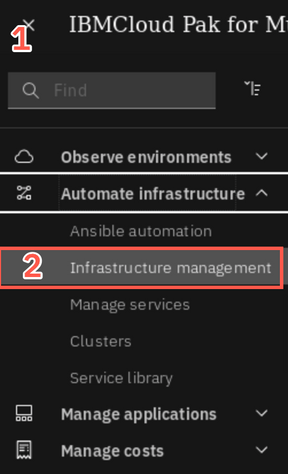 1
IBMCloud Pak for Mu
Find
Observe environments
Automate infrastructure
Ansible automation
2 Infrastructure management
Manage services
Clusters
Service library
Manage applications
Manage costs